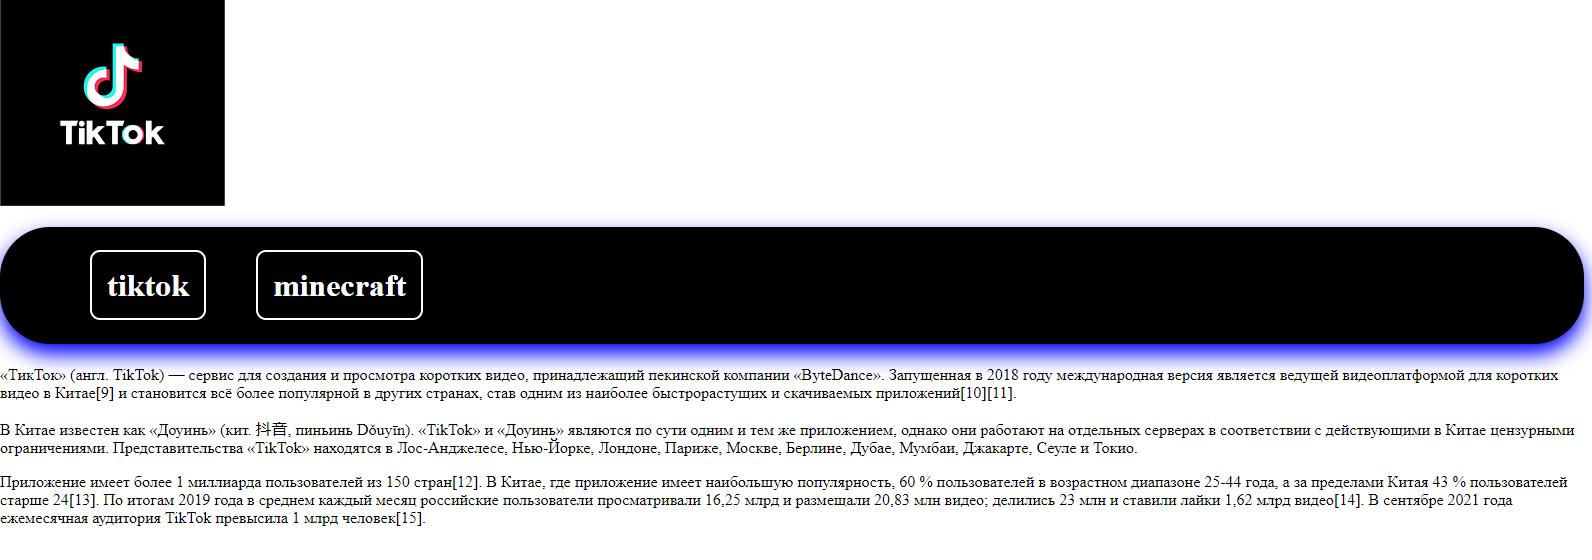 TikTok
tiktok
minecraft
«ТикТок» (англ. TikTok) — сервис для создания и просмотра коротких видео, принадлежащий пекинской компании «ByteDance». Запущенная в 2018 году международная версия является ведущей видеоплатформой для коротких
видео в Китае[9] и становится всё более популярной в других странах, став одним из наиболее быстрорастущих и скачиваемых приложений[10][11].
В Китае известен как «Доуинь» (кит. 抖音, пиньинь Dǒuyīn). «TikTok» и «Доуинь» являются по сути одним и тем же приложением, однако они работают на отдельных серверах в соответствии с действующими в Китае цензурными
ограничениями. Представительства «TikTok» находятся в Лос-Анджелесе, Нью-Йорке, Лондоне, Париже, Москве, Берлине, Дубае, Мумбаи, Джакарте, Сеуле и Токио.
Приложение имеет более 1 миллиарда пользователей из 150 стран[12]. В Китае, где приложение имеет наибольшую популярность, 60 % пользователей в возрастном диапазоне 25-44 года, а за пределами Китая 43 % пользователей
старше 24[13]. По итогам 2019 года в среднем каждый месяц российские пользователи просматривали 16,25 млрд и размещали 20,83 млн видео; делились 23 млн и ставили лайки 1,62 млрд видео[14]. В сентябре 2021 года
ежемесячная аудитория TikTok превысила 1 млрд человек[15].